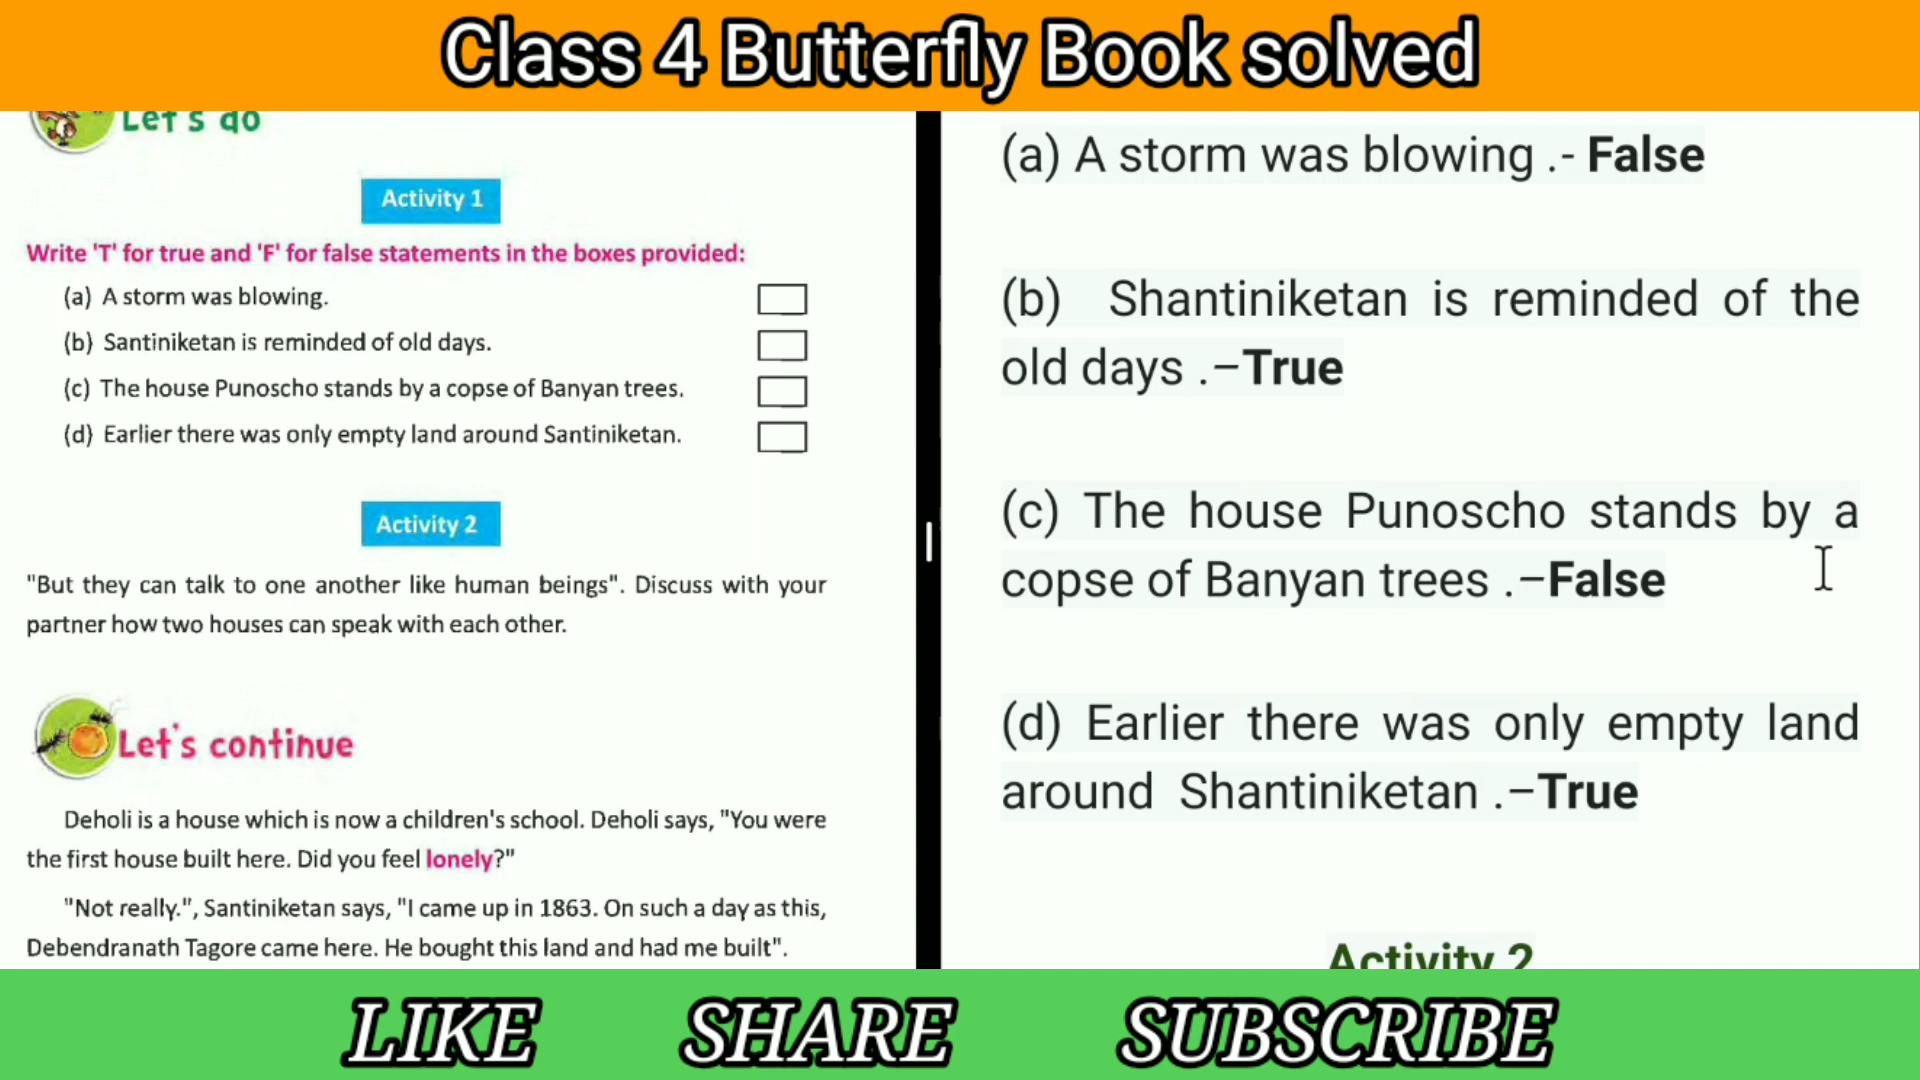 Class 4 Butterfly Book solved
Let's do
Activity 1
Write 'T' for true and 'F' for false statements in the boxes provided:
(a) A storm was blowing.
(b) Santiniketan is reminded of old days.
(c) The house Punoscho stands by a copse of Banyan trees.
(d) Earlier there was only empty land around Santiniketan.
Activity 2
"But they can talk to one another like human beings". Discuss with your
partner how two houses can speak with each other.
Let's continue
Deholi is a house which is now a children's school. Deholi says, "You were
the first house built here. Did you feel lonely?"
"Not really.", Santiniketan says, "I came up in 1863. On such a day as this,
Debendranath Tagore came here. He bought this land and had me built".
(a) A storm was blowing .- False
(b) Shantiniketan is reminded of the
old days .–True
(c) The house Punoscho stands by a
copse of Banyan trees .–False
(d) Earlier there was only empty land
around Shantiniketan .–True
Activity 2
LIKE SHARE SUBSCRIBE